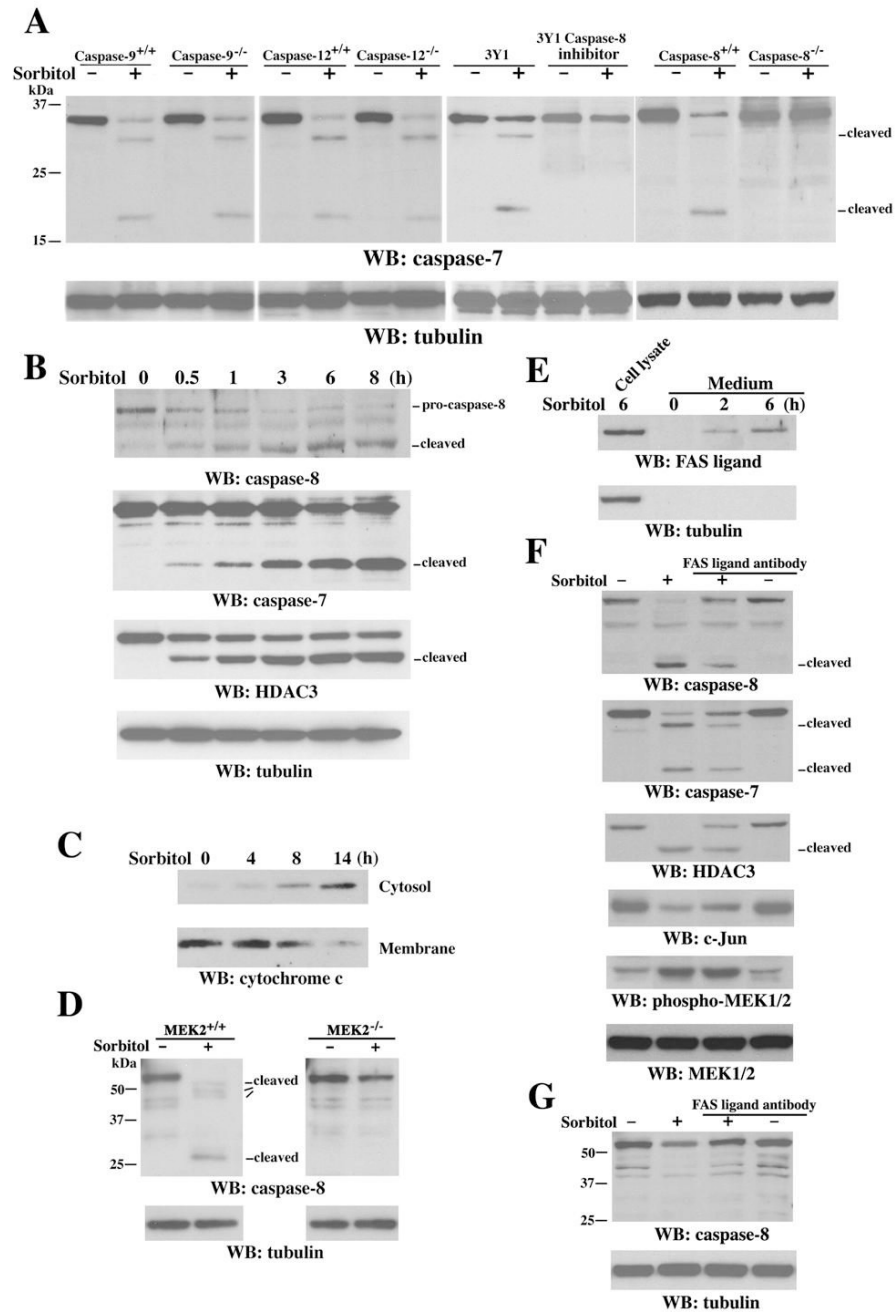 A
Caspase-9+/+ Caspase-9-/- Caspase-12+/+ Caspase-12-/- 3Y1 3Y1 Caspase-8 inhibitor Caspase-8+/+ Caspase-8-/-
Sorbitol – + – + – + – + – + – + – + – +
kDa
37
25
15
cleaved
cleaved
WB: caspase-7
WB: tubulin
B
Sorbitol 0 0.5 1 3 6 8 (h)
pro-caspase-8
cleaved
WB: caspase-8
cleaved
WB: caspase-7
cleaved
WB: HDAC3
WB: tubulin
C
Sorbitol 0 4 8 14 (h)
Cytosol
Membrane
WB: cytochrome c
D
MEK2+/+ MEK2-/-
Sorbitol – + – +
kDa
50
37
25
cleaved
cleaved
WB: caspase-8
WB: tubulin
E
Cell lysate
Medium
Sorbitol 6 0 2 6 (h)
WB: FAS ligand
WB: tubulin
F
FAS ligand antibody
Sorbitol – + + –
cleaved
WB: caspase-8
cleaved
cleaved
WB: caspase-7
cleaved
WB: HDAC3
WB: c-Jun
WB: phospho-MEK1/2
WB: MEK1/2
G
FAS ligand antibody
Sorbitol – + + –
50
37
25
WB: caspase-8
WB: tubulin